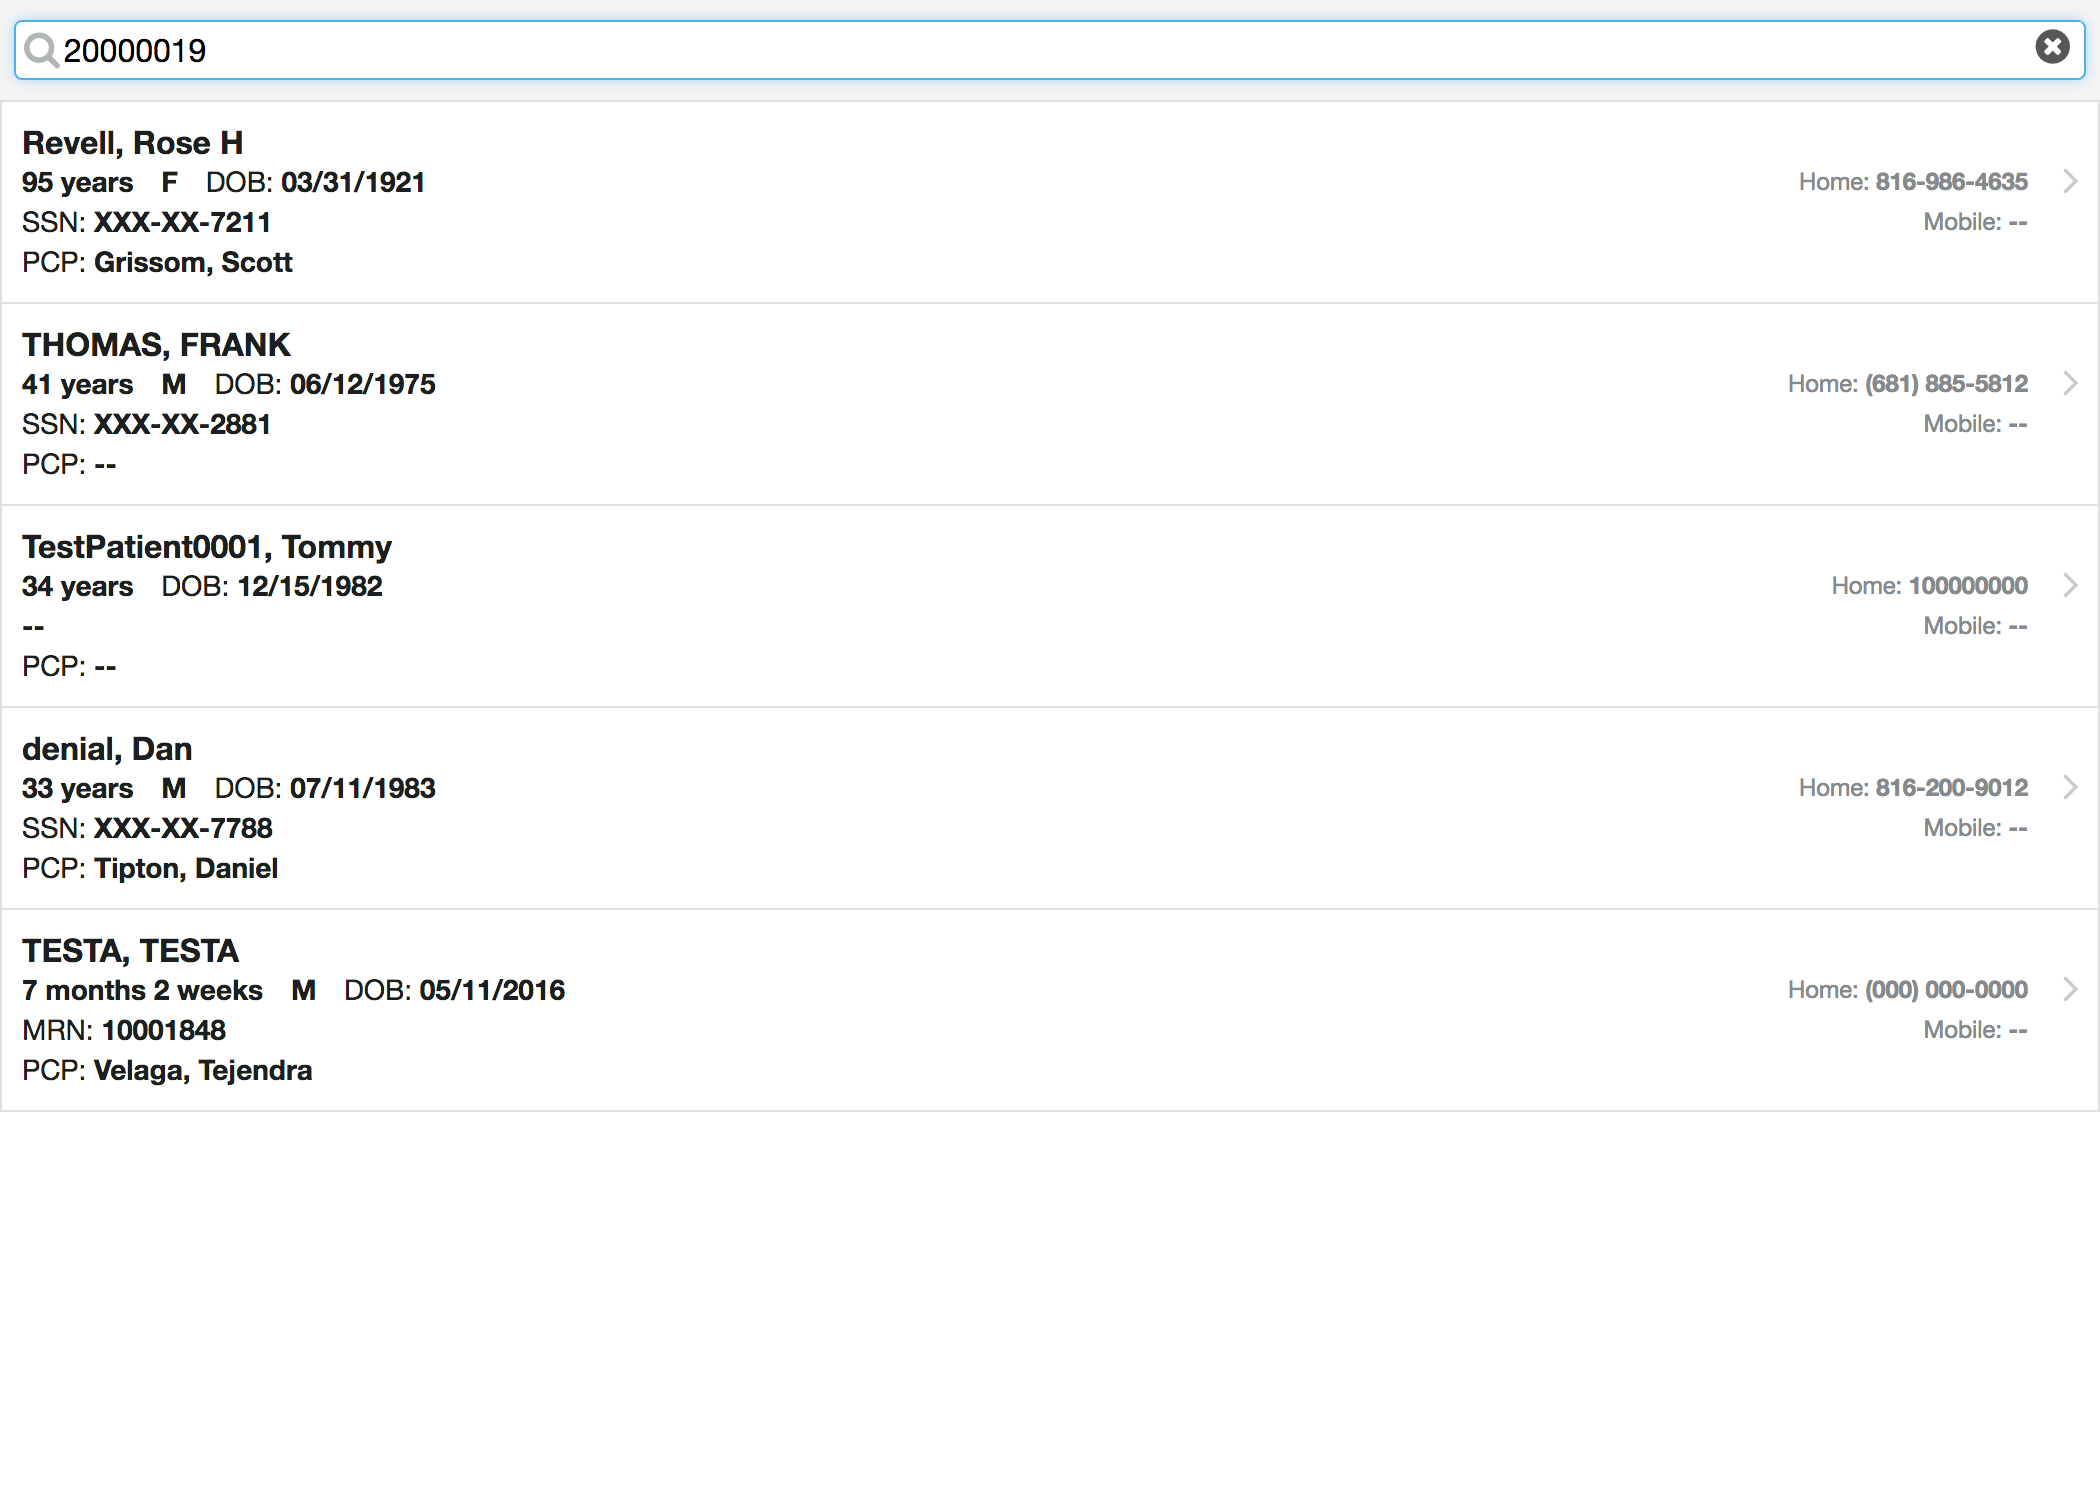 20000019
Revell, Rose H
95 years F DOB: 03/31/1921
Home: 816-986-4635
SSN: XXX-XX-7211
Mobile: --
PCP: Grissom, Scott
THOMAS, FRANK
41 years M DOB: 06/12/1975
Home: (681) 885-5812
SSN: XXX-XX-2881
Mobile: --
PCP: --
TestPatient0001, Tommy
34 years DOB: 12/15/1982
Home: 100000000
--
Mobile: --
PCP: --
denial, Dan
33 years M DOB: 07/11/1983
Home: 816-200-9012
SSN: XXX-XX-7788
Mobile: --
PCP: Tipton, Daniel
TESTA, TESTA
7 months 2 weeks M DOB: 05/11/2016
Home: (000) 000-0000
MRN: 10001848
Mobile: --
PCP: Velaga, Tejendra